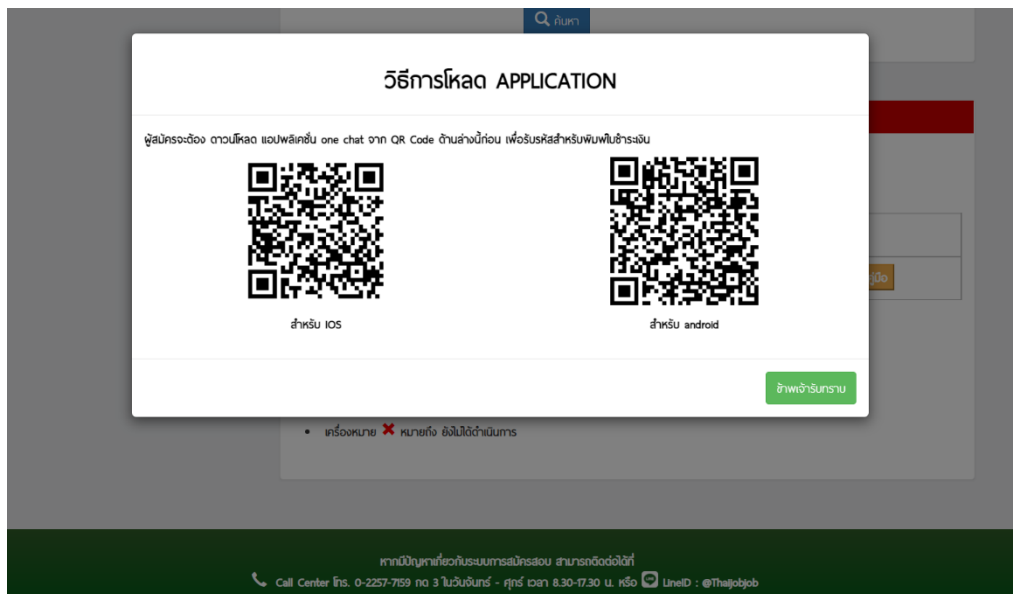 ค้นหา
วิธีการโหลด APPLICATION
ผู้สมัครจะต้อง ดาวน์โหลด แอปพลิเคชั่น one chat จาก QR Code ด้านล่างนี้ก่อน เพื่อรับรหัสสำหรับพิมพ์ใบชำระเงิน
สำหรับ IOS
สำหรับ android
คู่มือ
ข้าพเจ้ารับทราบ
• เครื่องหมาย ✖ หมายถึง ยังไม่ได้ดำเนินการ
หากมีปัญหาเกี่ยวกับระบบการสมัครสอบ สามารถติดต่อได้ที่
Call Center โทร. 0-2257-7159 กด 3 ในวันจันทร์ - ศุกร์ เวลา 8.30-17.30 น. หรือ LineID : @Thaijobjob